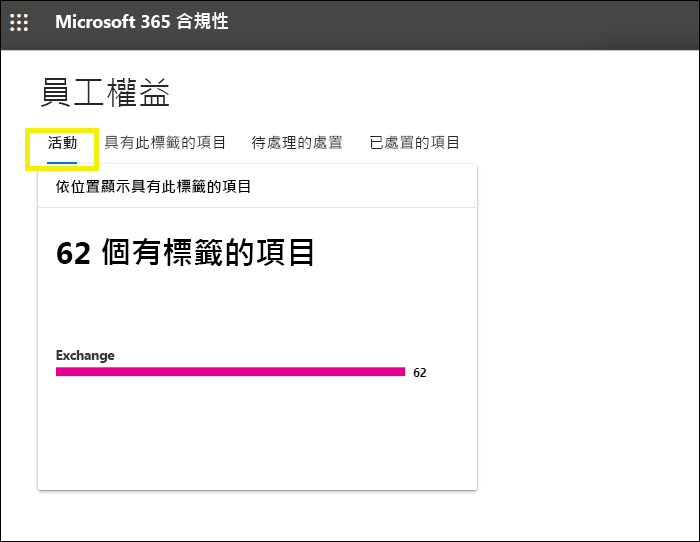 Microsoft 365 合規性
員工權益
活動 具有此標籤的項目 待處理的處置 已處置的項目
依位置顯示具有此標籤的項目
62 個有標籤的項目
Exchange
62